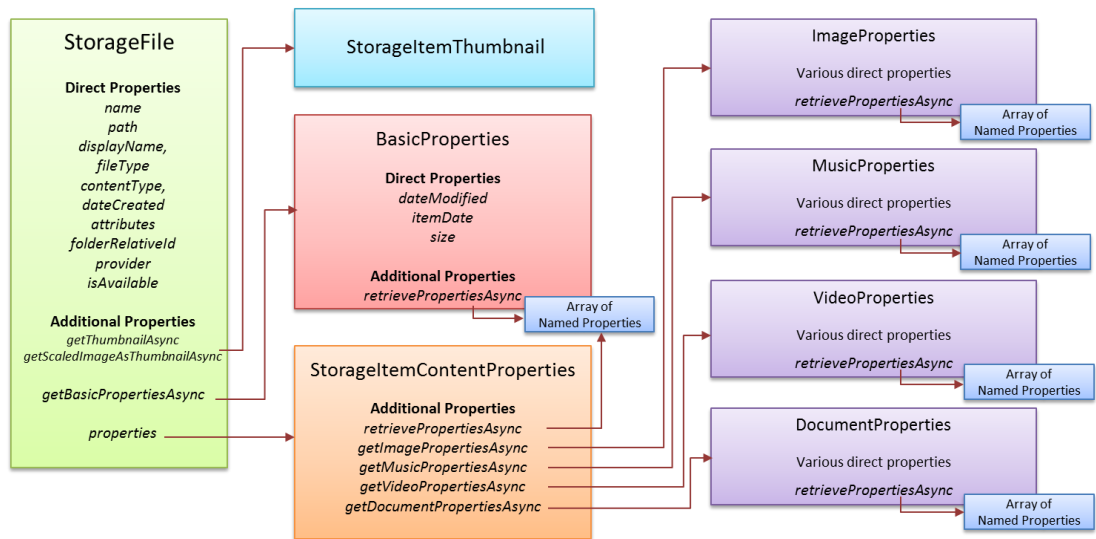 StorageFile
Direct Properties
name
path
displayName,
fileType
contentType,
dateCreated
attributes
folderRelativeId
provider
isAvailable
Additional Properties
getThumbnailAsync
getScaledImageAsThumbnailAsync
getBasicPropertiesAsync
properties
StorageItemThumbnail
BasicProperties
Direct Properties
dateModified
itemDate
size
Additional Properties
retrievePropertiesAsync
Array of
Named Properties
StorageItemContentProperties
Additional Properties
retrievePropertiesAsync
getImagePropertiesAsync
getMusicPropertiesAsync
getVideoPropertiesAsync
getDocumentPropertiesAsync
ImageProperties
Various direct properties
retrievePropertiesAsync
Array of
Named Properties
MusicProperties
Various direct properties
retrievePropertiesAsync
Array of
Named Properties
VideoProperties
Various direct properties
retrievePropertiesAsync
Array of
Named Properties
DocumentProperties
Various direct properties
retrievePropertiesAsync
Array of
Named Properties